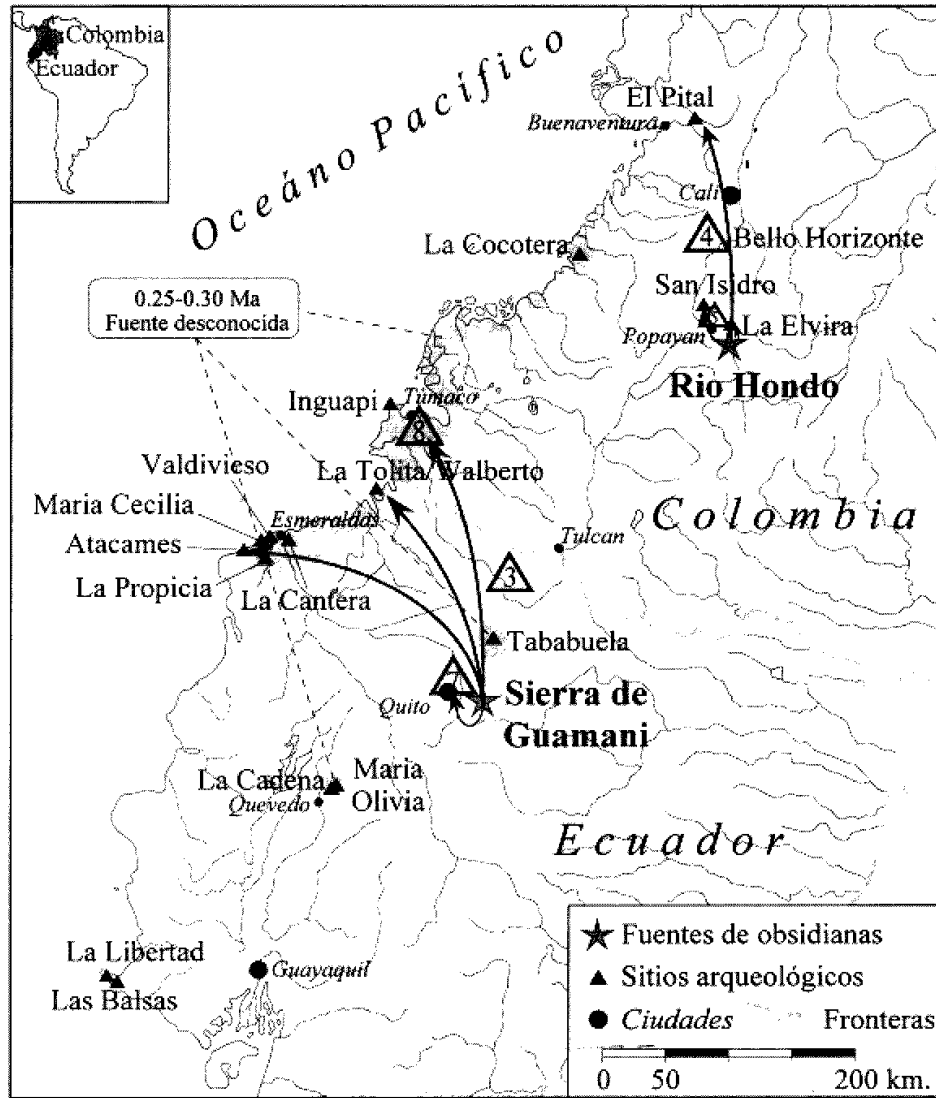 Colombia
Ecuador
Océano Pacífico
El Pital
Buenaventura
Cali
4
Bello Horizonte
La Cocotera
San Isidro
Popayan
La Elvira
Rio Hondo
0.25-0.30 Ma
Fuente desconocida
Inguapi
Tumaco
8
La Tolita/Walberto
Valdivieso
Maria Cecilia
Esmeraldas
Atacames
La Propicia
La Cantera
Colombia
Tulcan
3
Tababuela
7
Quito
Sierra de
Guamani
La Cadena
Maria
Olivia
Quevedo
Ecuador
La Libertad
Las Balsas
Guayaquil
Fuentes de obsidianas
Sitios arqueológicos
Ciudades Fronteras
0 50 200 km.